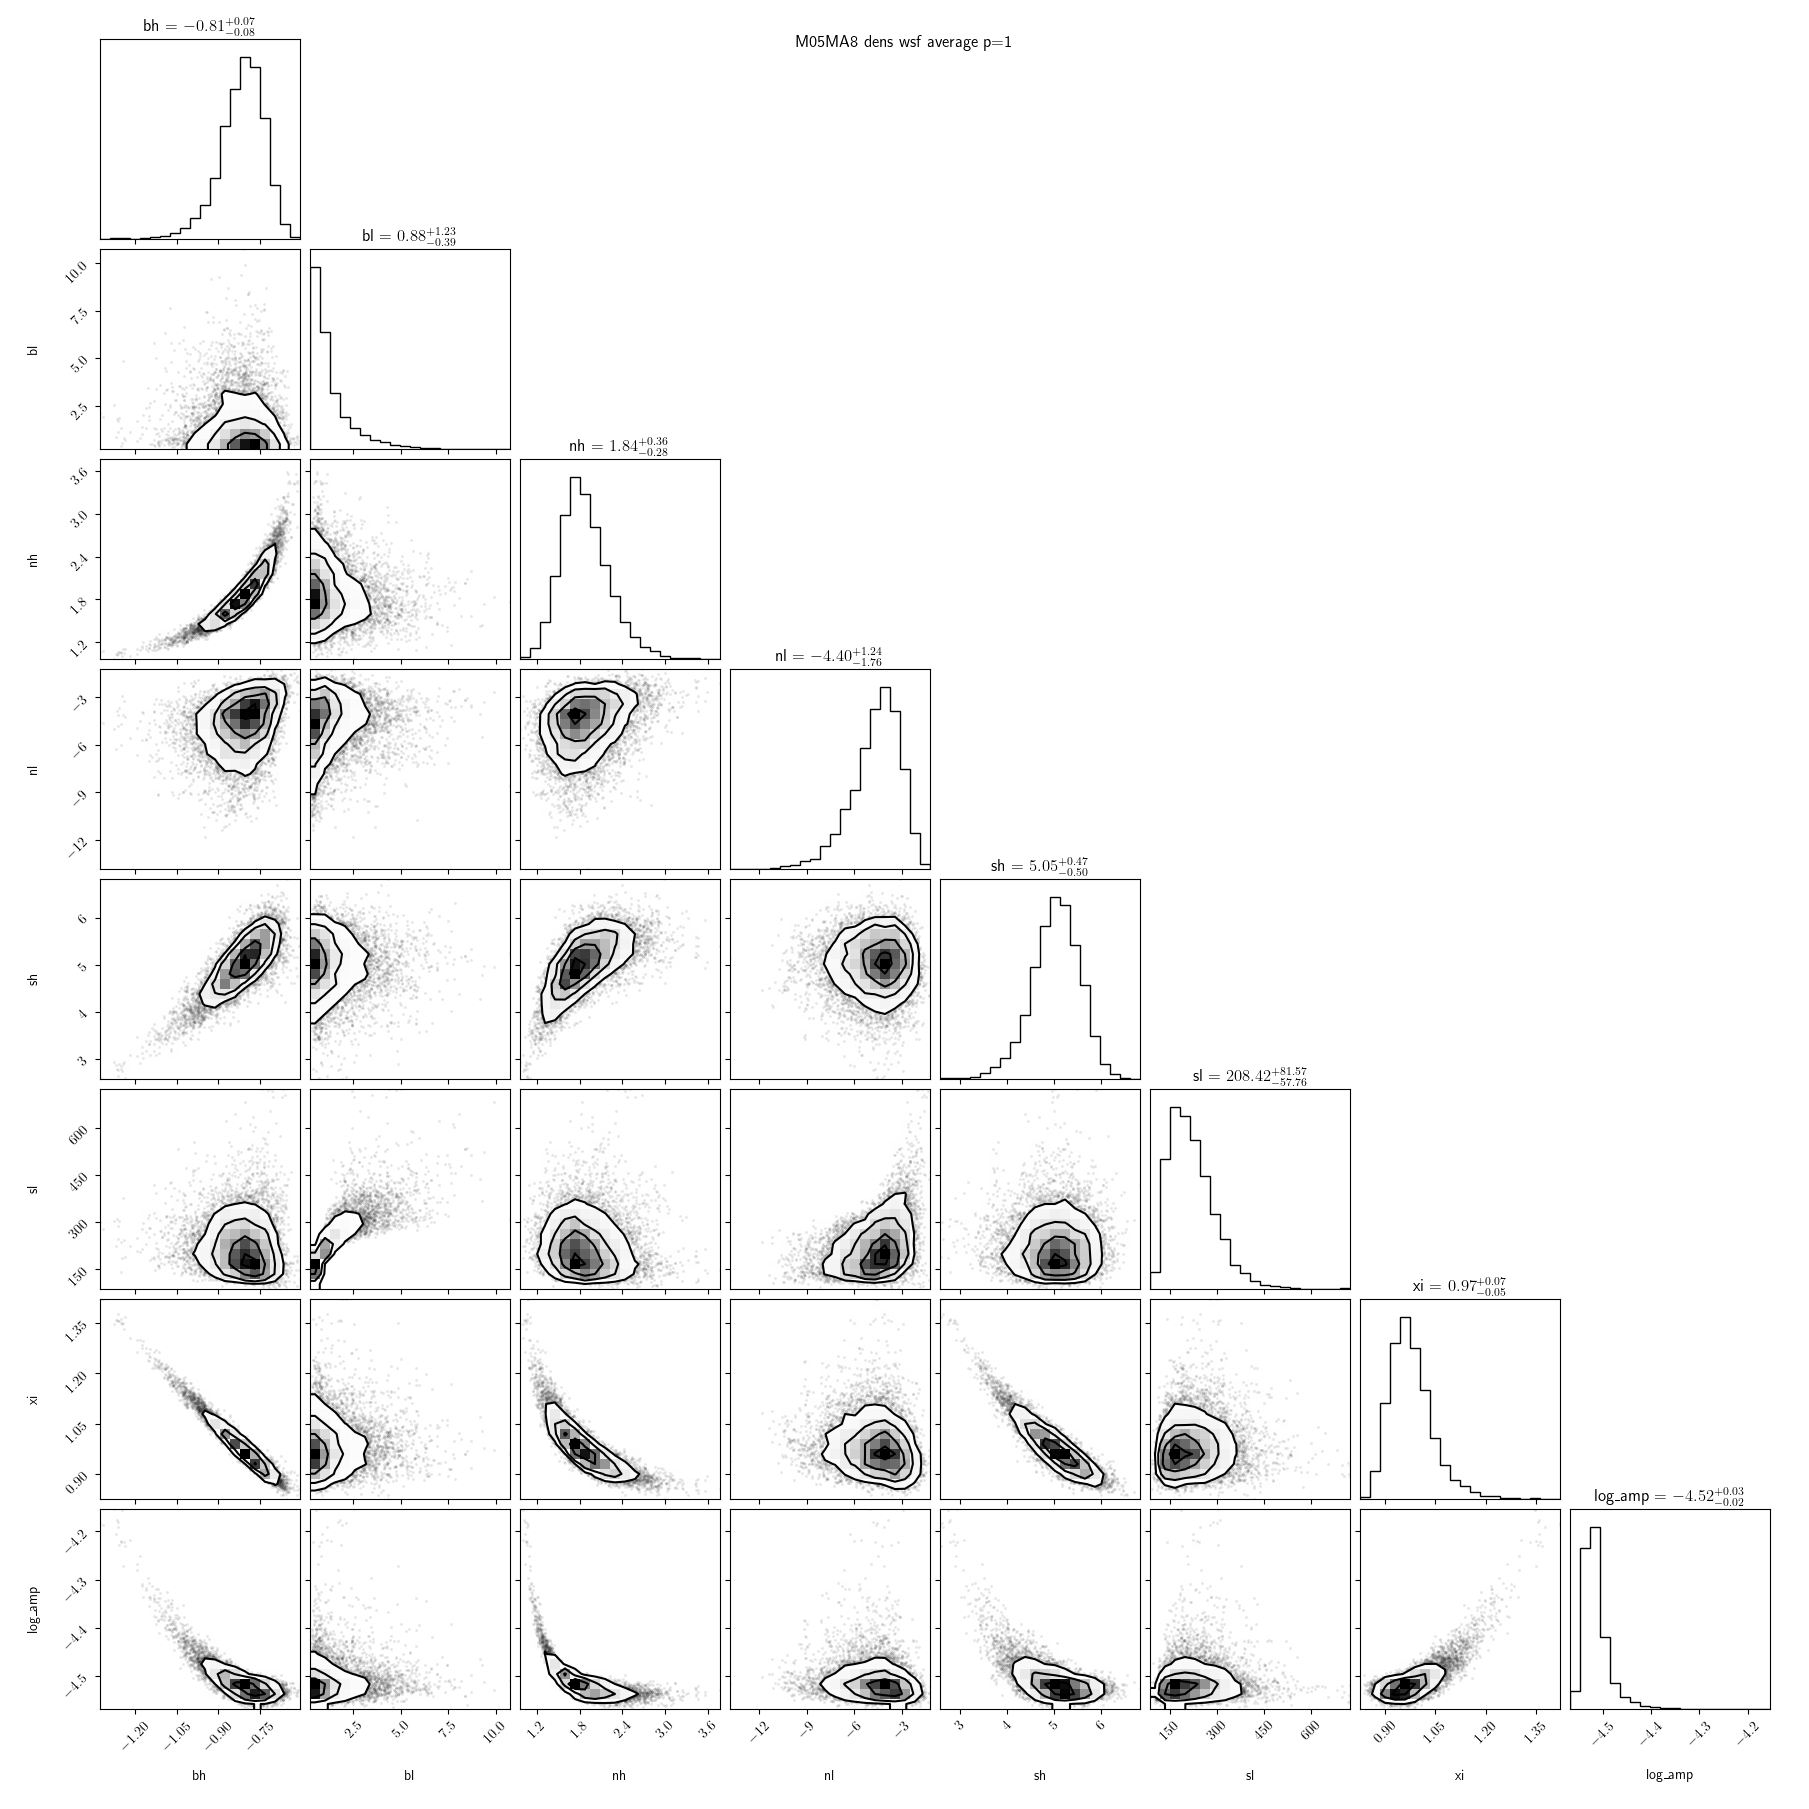 M05MA8 dens wsf average p=1
bh = −0.81+0.07−0.08
bl = 0.88+1.23−0.39
10.0
7.5
5.0
2.5
bl
nh = 1.84+0.36−0.28
3.6
3.0
2.4
1.8
1.2
nh
nl = −4.40+1.24−1.76
−3
−6
−9
−12
nl
sh = 5.05+0.47−0.50
6
5
4
3
sh
sl = 208.42+81.57−57.76
600
450
300
150
sl
xi = 0.97+0.07−0.05
1.35
1.20
1.05
0.90
xi
log_amp = −4.52+0.03−0.02
−4.2
−4.3
−4.4
−4.5
log_amp
−1.20 −1.05 −0.90 −0.75 2.5 5.0 7.5 10.0 1.2 1.8 2.4 3.0 3.6 −12 −9 −6 −3 3 4 5 6 150 300 450 600 0.90 1.05 1.20 1.35 −4.5 −4.4 −4.3 −4.2
bh bl nh nl sh sl xi log_amp